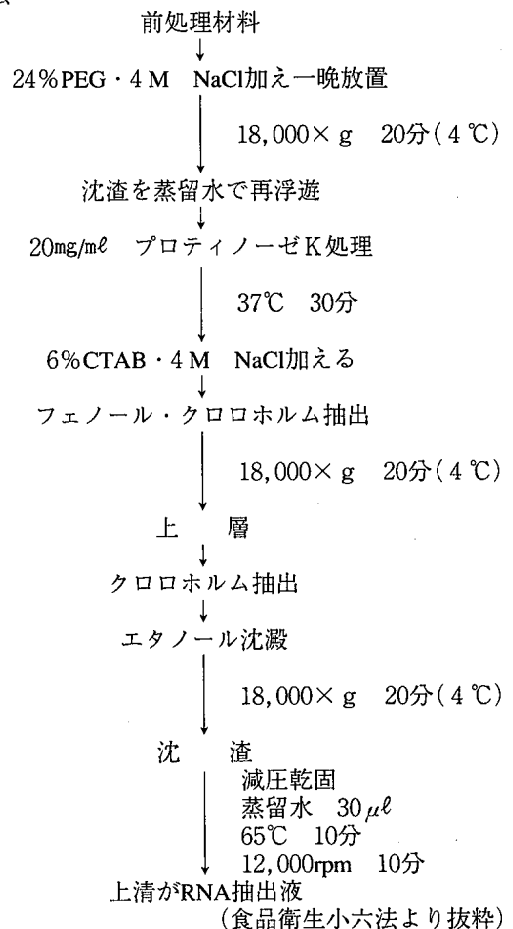 前処理材料
24%PEG・4M NaCl加え一晩放置
18,000×g 20分(4℃)
沈渣を蒸留水で再浮遊
20mg/mℓ プロティノーゼK処理
37℃ 30分
6%CTAB・4M NaCl加える
フェノール・クロロホルム抽出
18,000×g 20分(4℃)
上 層
クロロホルム抽出
エタノール沈澱
18,000×g 20分(4℃)
沈 渣
減圧乾固
蒸留水 30μℓ
65℃ 10分
12,000rpm 10分
上清がRNA抽出液
(食品衛生小六法より抜粋)